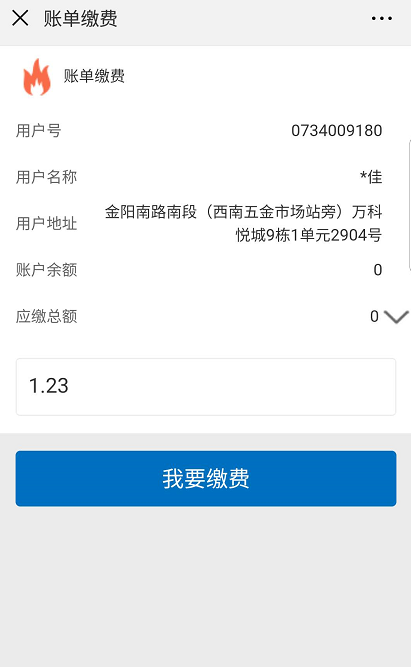 账单缴费
账单缴费
用户号 0734009180
用户名称 *佳
用户地址 金阳南路南段（西南五金市场站旁）万科
悦城9栋1单元2904号
账户余额 0
应缴总额 0
1.23
我要缴费